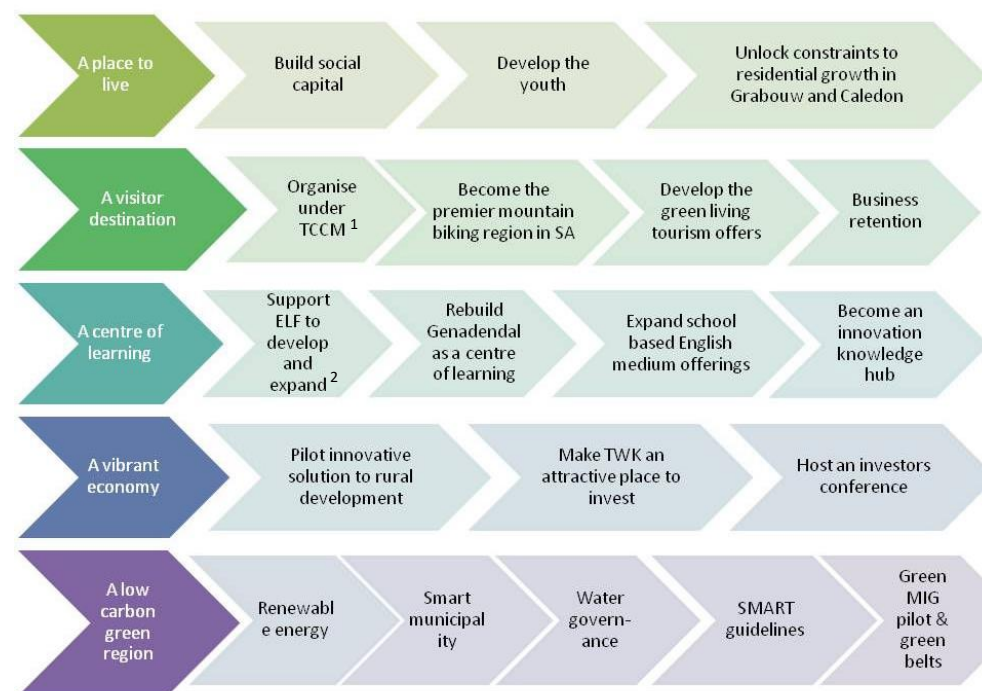 A place to
live
Build social
capital
Develop the
youth
Unlock constraints to
residential growth in
Grabouw and Caledon
A visitor
destination
Organise
under
TCCM 1
Become the
premier mountain
biking region in SA
Develop the
green living
tourism offers
Business
retention
A centre of
learning
Support
ELF to
develop
and
expand 2
Rebuild
Genadendal
as a centre
of learning
Expand school
based English
medium offerings
Become an
innovation
knowledge
hub
A vibrant
economy
Pilot innovative
solution to rural
development
Make TWK an
attractive place to
invest
Host an investors
conference
A low
carbon
green
region
Renewabl
e energy
Smart
municipal
ity
Water
govern-
ance
SMART
guidelines
Green
MIG
pilot &
green
belts